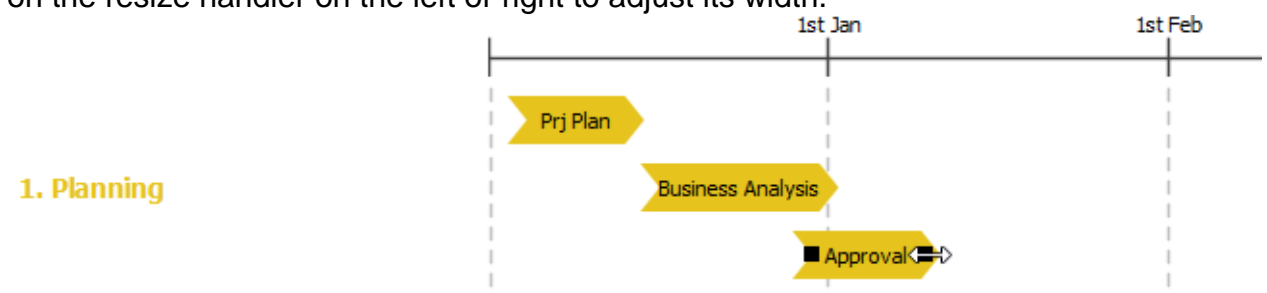 on the resize handler on the left or right to adjust its width.
1st Jan
1st Feb
Prj Plan
1. Planning
Business Analysis
Approval